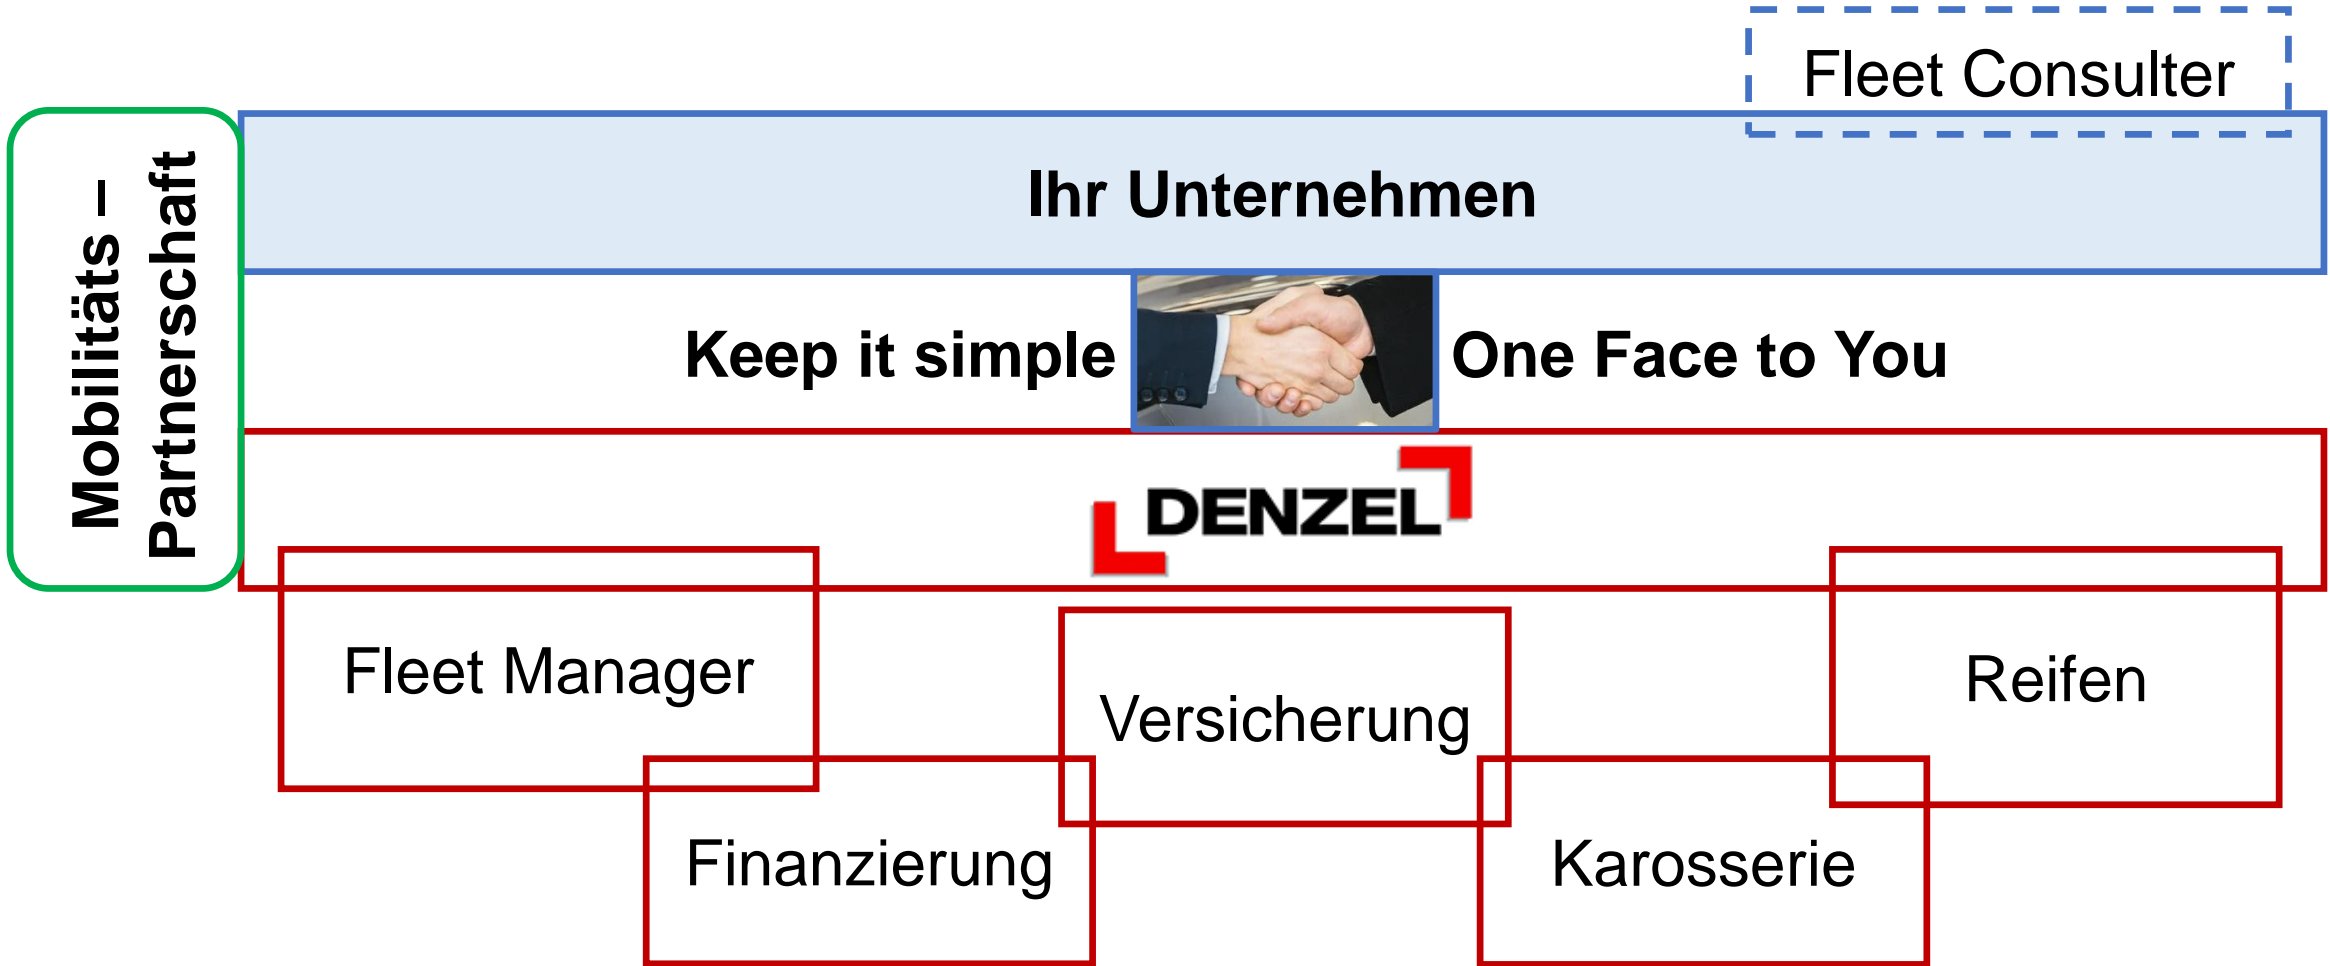 Fleet Consulter
Mobilitäts –
Partnerschaft
Ihr Unternehmen
Keep it simple
One Face to You
DENZEL
Fleet Manager
Versicherung
Reifen
Finanzierung
Karosserie